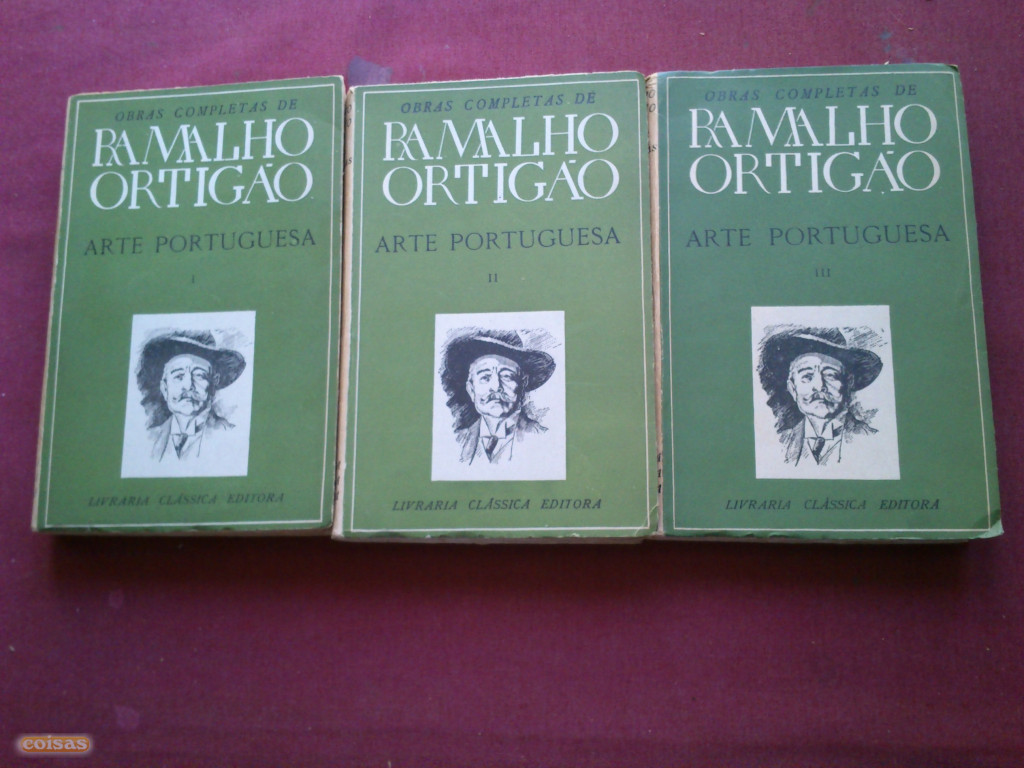 OBRAS COMPLETAS DE
RAMALHO
ORTIGÃO
ARTE PORTUGUESA
I
LIVRARIA CLÁSSICA EDITORA
OBRAS COMPLETAS DE
RAMALHO
ORTIGÃO
ARTE PORTUGUESA
II
LIVRARIA CLÁSSICA EDITORA
OBRAS COMPLETAS DE
RAMALHO
ORTIGÃO
ARTE PORTUGUESA
III
LIVRARIA CLÁSSICA EDITORA
coisas